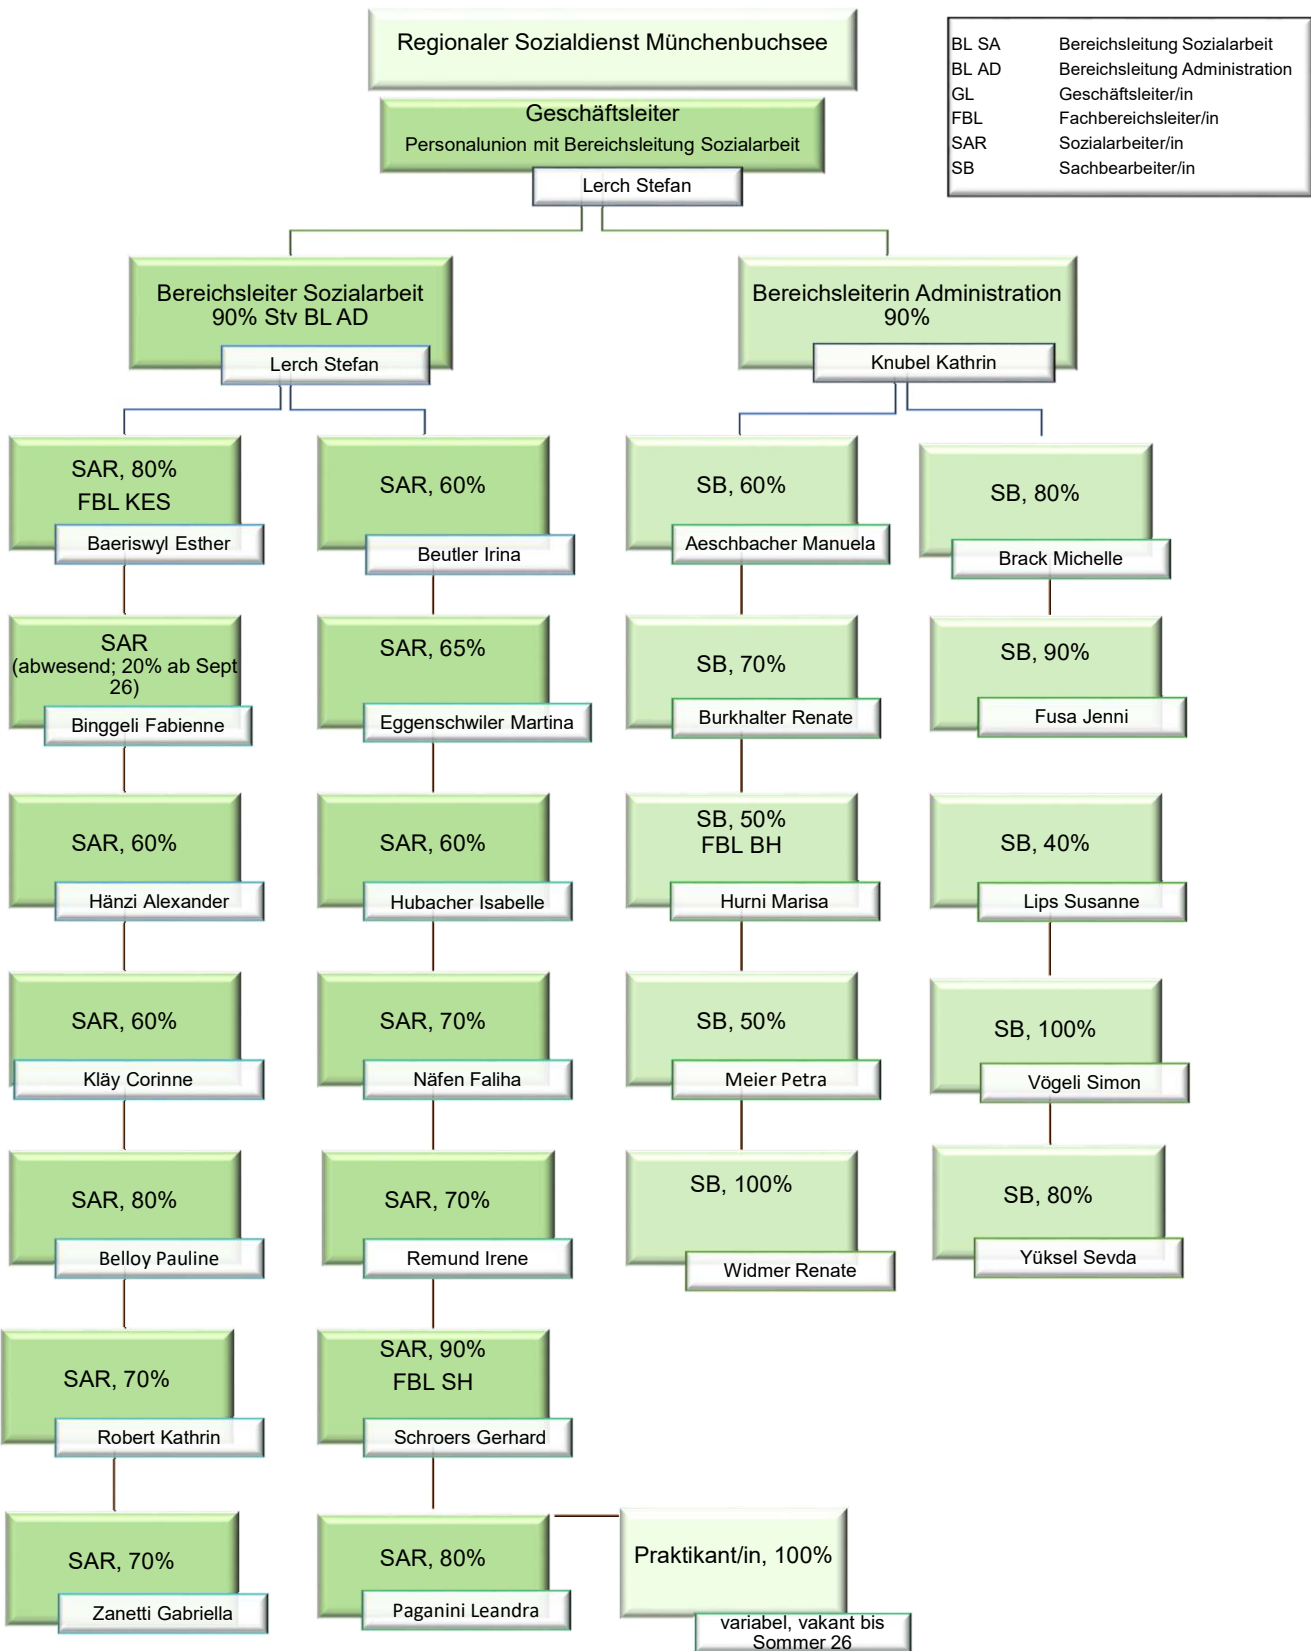 Regionaler Sozialdienst Münchenbuchsee
BL SA Bereichsleitung Sozialarbeit
BL AD Bereichsleitung Administration
GL Geschäftsleiter/in
FBL Fachbereichsleiter/in
SAR Sozialarbeiter/in
SB Sachbearbeiter/in
Geschäftsleiter
Personalunion mit Bereichsleitung Sozialarbeit
Lerch Stefan
Bereichsleiter Sozialarbeit
90% Stv BL AD
Lerch Stefan
Bereichsleiterin Administration
90%
Knubel Kathrin
SAR, 80%
FBL KES
Baeriswyl Esther
SAR
(abwesend; 20% ab Sept
26)
Binggeli Fabienne
SAR, 60%
Hänzi Alexander
SAR, 60%
Kläy Corinne
SAR, 80%
Belloy Pauline
SAR, 70%
Robert Kathrin
SAR, 70%
Zanetti Gabriella
SAR, 60%
Beutler Irina
SAR, 65%
Eggenschwiler Martina
SAR, 60%
Hubacher Isabelle
SAR, 70%
Näfen Faliha
SAR, 70%
Remund Irene
SAR, 90%
FBL SH
Schroers Gerhard
SAR, 80%
Paganini Leandra
Praktikant/in, 100%
variabel, vakant bis
Sommer 26
SB, 60%
Aeschbacher Manuela
SB, 70%
Burkhalter Renate
SB, 50%
FBL BH
Hurni Marisa
SB, 50%
Meier Petra
SB, 100%
Widmer Renate
SB, 80%
Brack Michelle
SB, 90%
Fusa Jenni
SB, 40%
Lips Susanne
SB, 100%
Vögeli Simon
SB, 80%
Yüksel Sevda